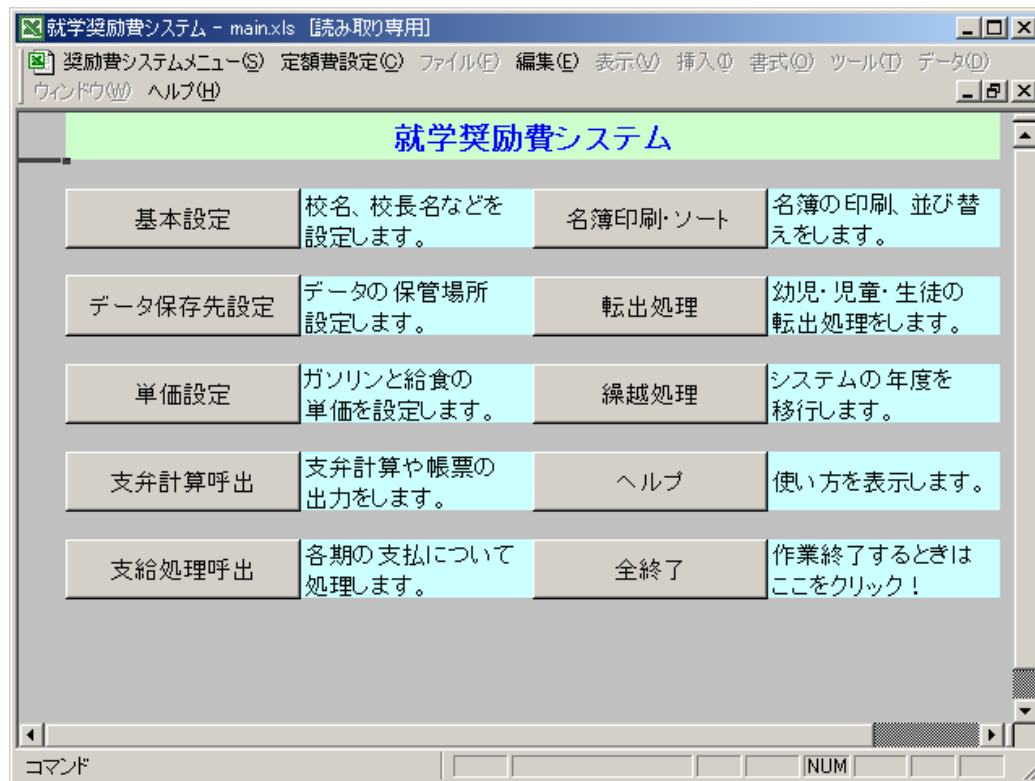 就学奨励費システム - main.xls [読み取り専用]
奨励費システムメニュー(S) 定額費設定(C) ファイル(F) 編集(E) 表示(V) 挿入(I) 書式(O) ツール(T) データ(D)
ウィンドウ(W) ヘルプ(H)
就学奨励費システム
基本設定
校名、校長名などを
設定します。
名簿印刷・ソート
名簿の印刷、並び替
えをします。
データ保存先設定
データの保管場所
設定します。
転出処理
幼児・児童・生徒の
転出処理をします。
単価設定
ガソリンと給食の
単価を設定します。
繰越処理
システムの年度を
移行します。
支弁計算呼出
支弁計算や帳票の
出力をします。
ヘルプ
使い方を表示します。
支給処理呼出
各期の支払について
処理します。
全終了
作業終了するときは
ここをクリック！
コマンド
NUM